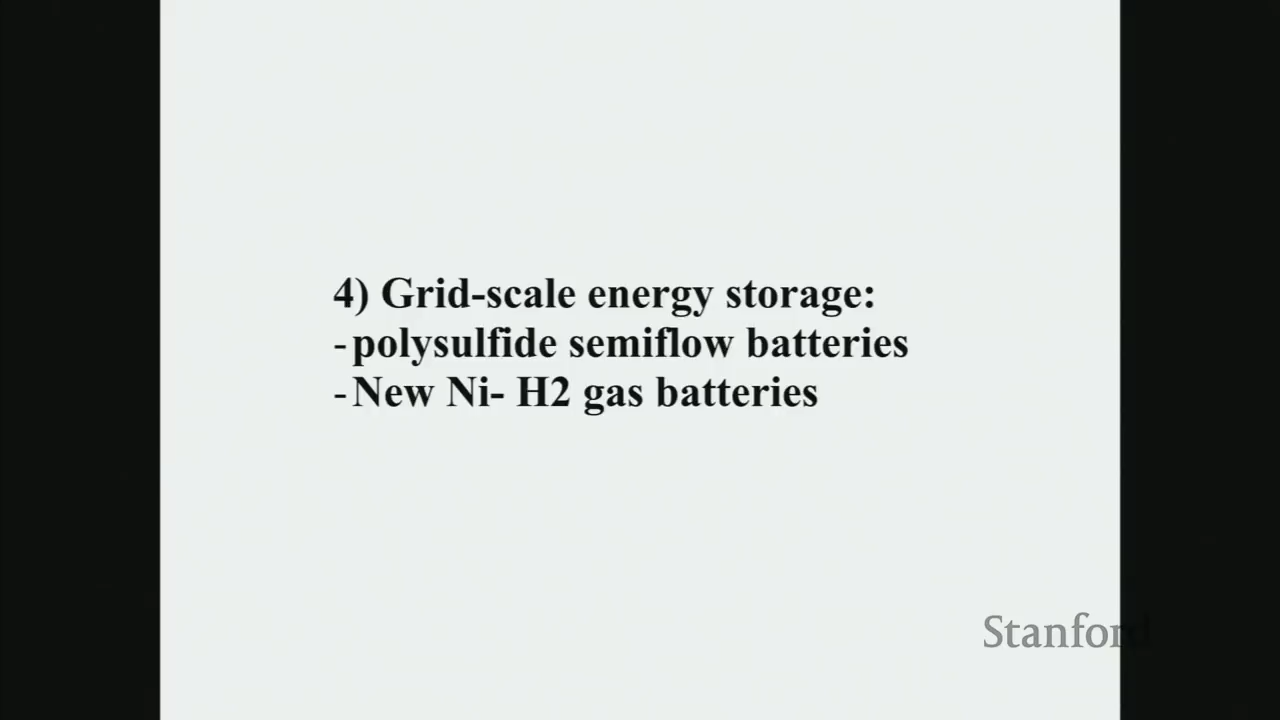 4) Grid-scale energy storage:
-polysulfide semiflow batteries
-New Ni- H2 gas batteries
Stanford